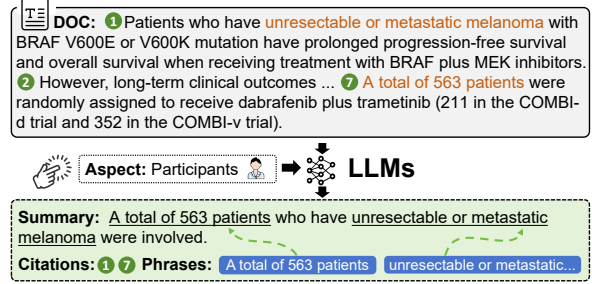 DOC: 1 Patients who have unresectable or metastatic melanoma with
BRAF V600E or V600K mutation have prolonged progression-free survival
and overall survival when receiving treatment with BRAF plus MEK inhibitors.
2 However, long-term clinical outcomes ... 7 A total of 563 patients were
randomly assigned to receive dabrafenib plus trametinib (211 in the COMBI-
d trial and 352 in the COMBI-v trial).
Aspect: Participants
LLMs
Summary: A total of 563 patients who have unresectable or metastatic
melanoma were involved.
Citations: 1 7 Phrases: A total of 563 patients unresectable or metastatic...